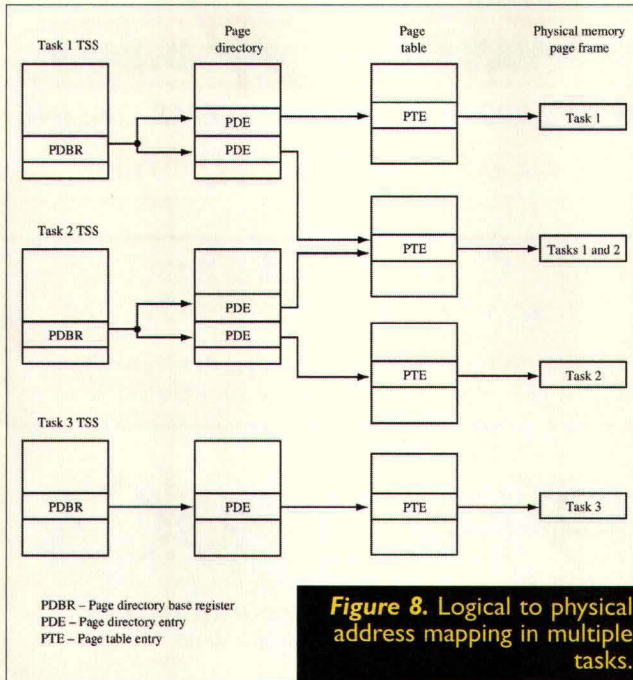 Task 1 TSS
Page directory
Page table
Physical memory page frame
PDBR
PDE
PDE
PTE
Task 1
Task 2 TSS
PDBR
PDE
PDE
PTE
Tasks 1 and 2
PTE
Task 2
Task 3 TSS
PDBR
PDE
PTE
Task 3
PDBR – Page directory base register
PDE – Page directory entry
PTE – Page table entry
Figure 8. Logical to physical
address mapping in multiple
tasks.